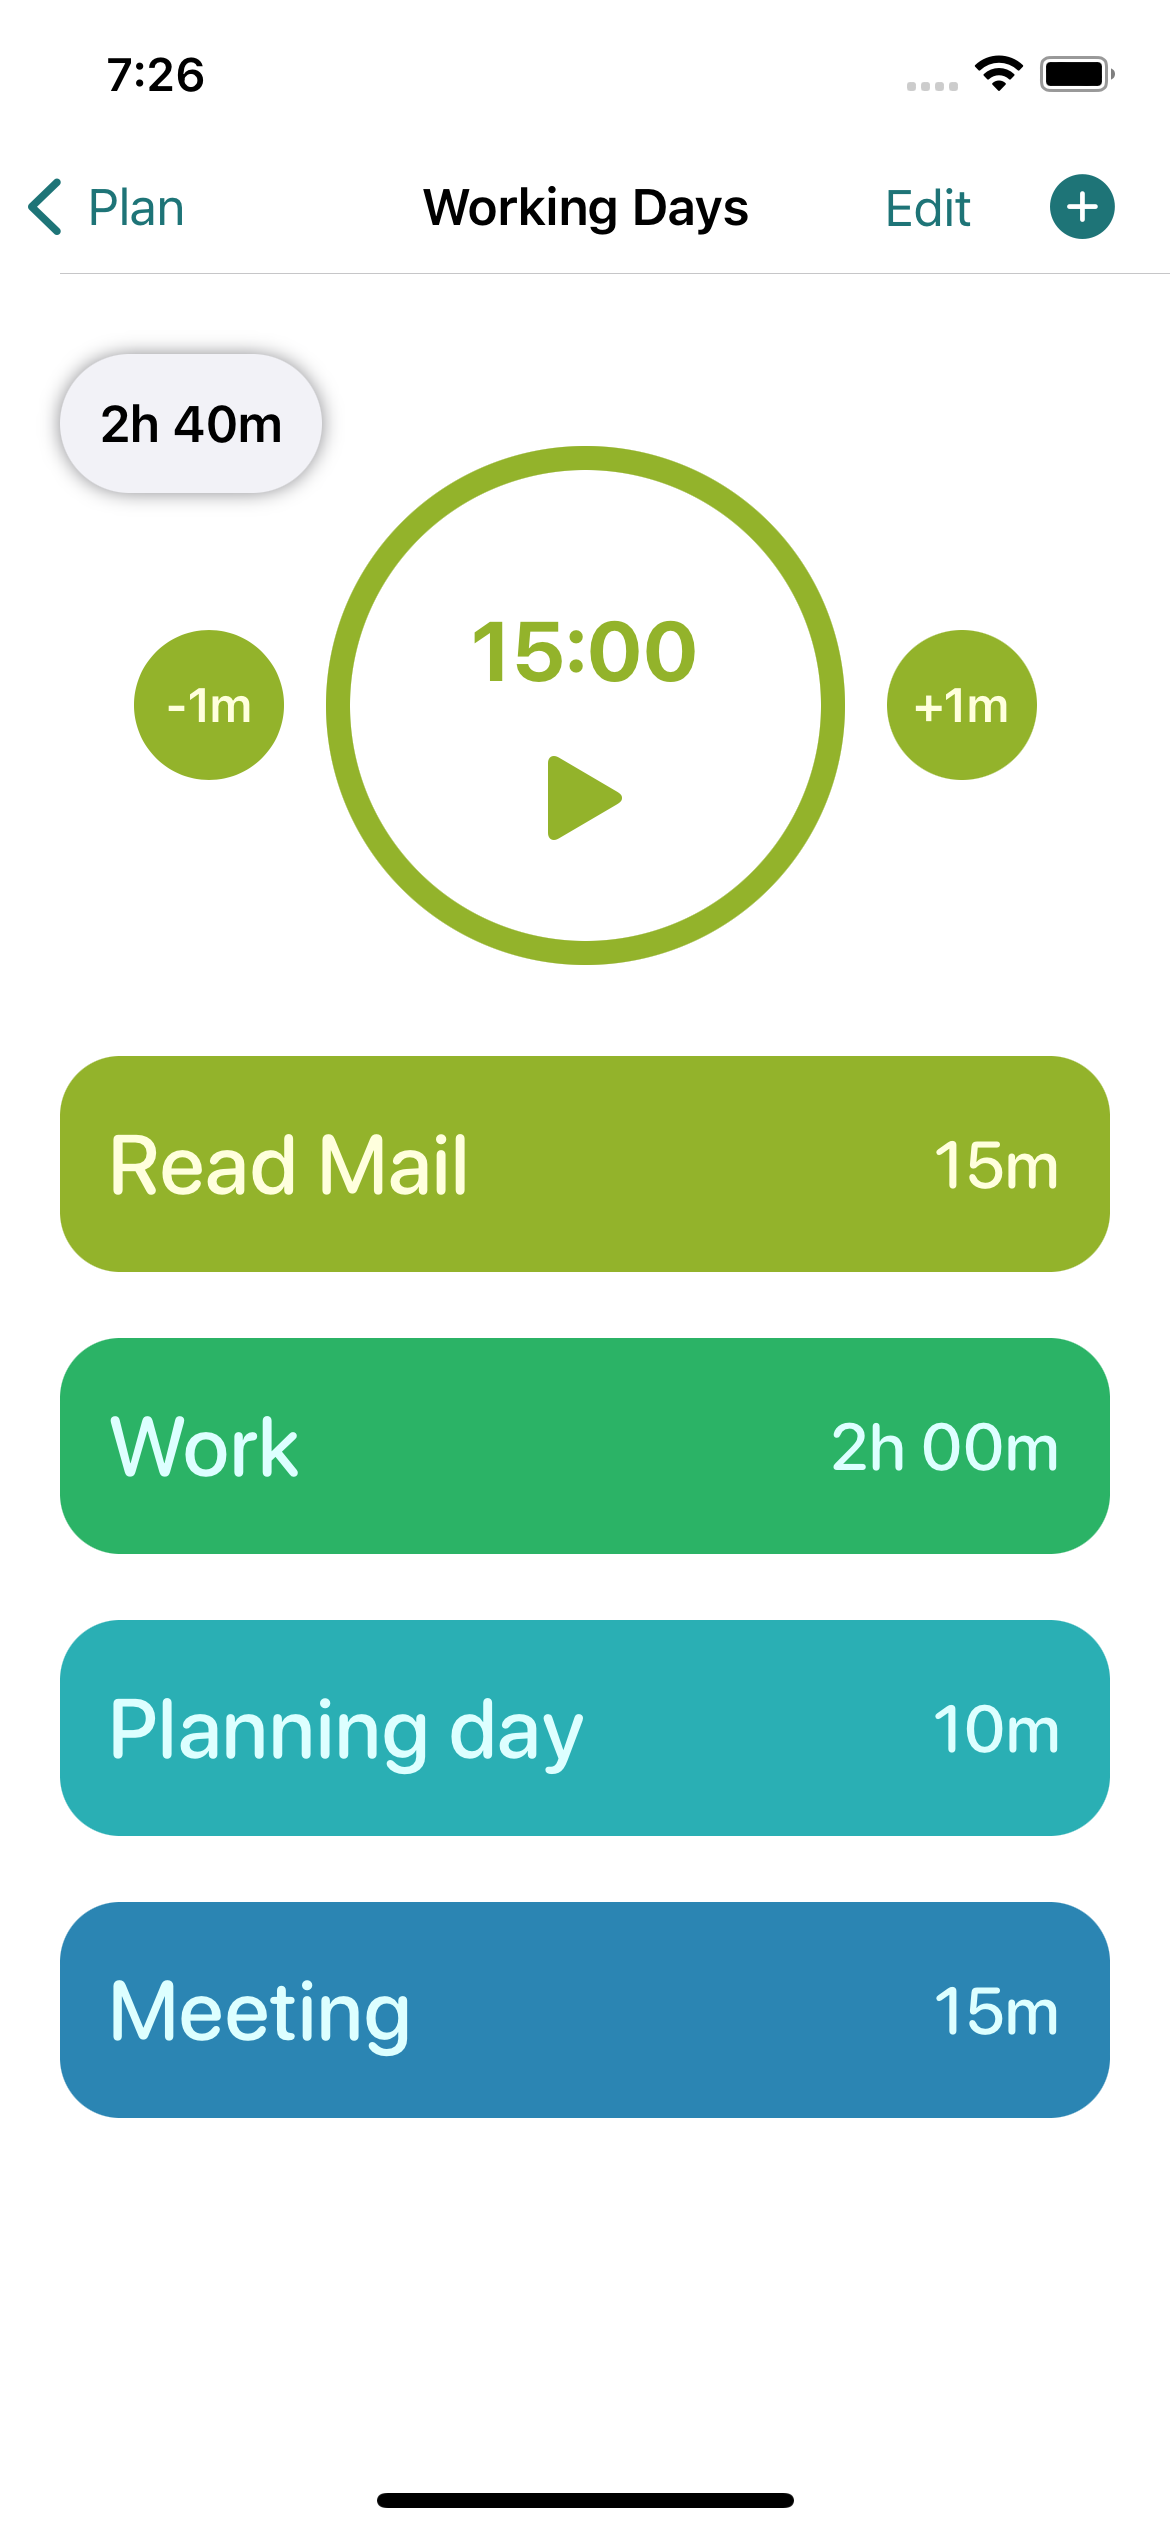 7:26
Plan
Working Days
Edit
2h 40m
15:00
-1m
+1m
Read Mail
15m
Work
2h 00m
Planning day
10m
Meeting
15m